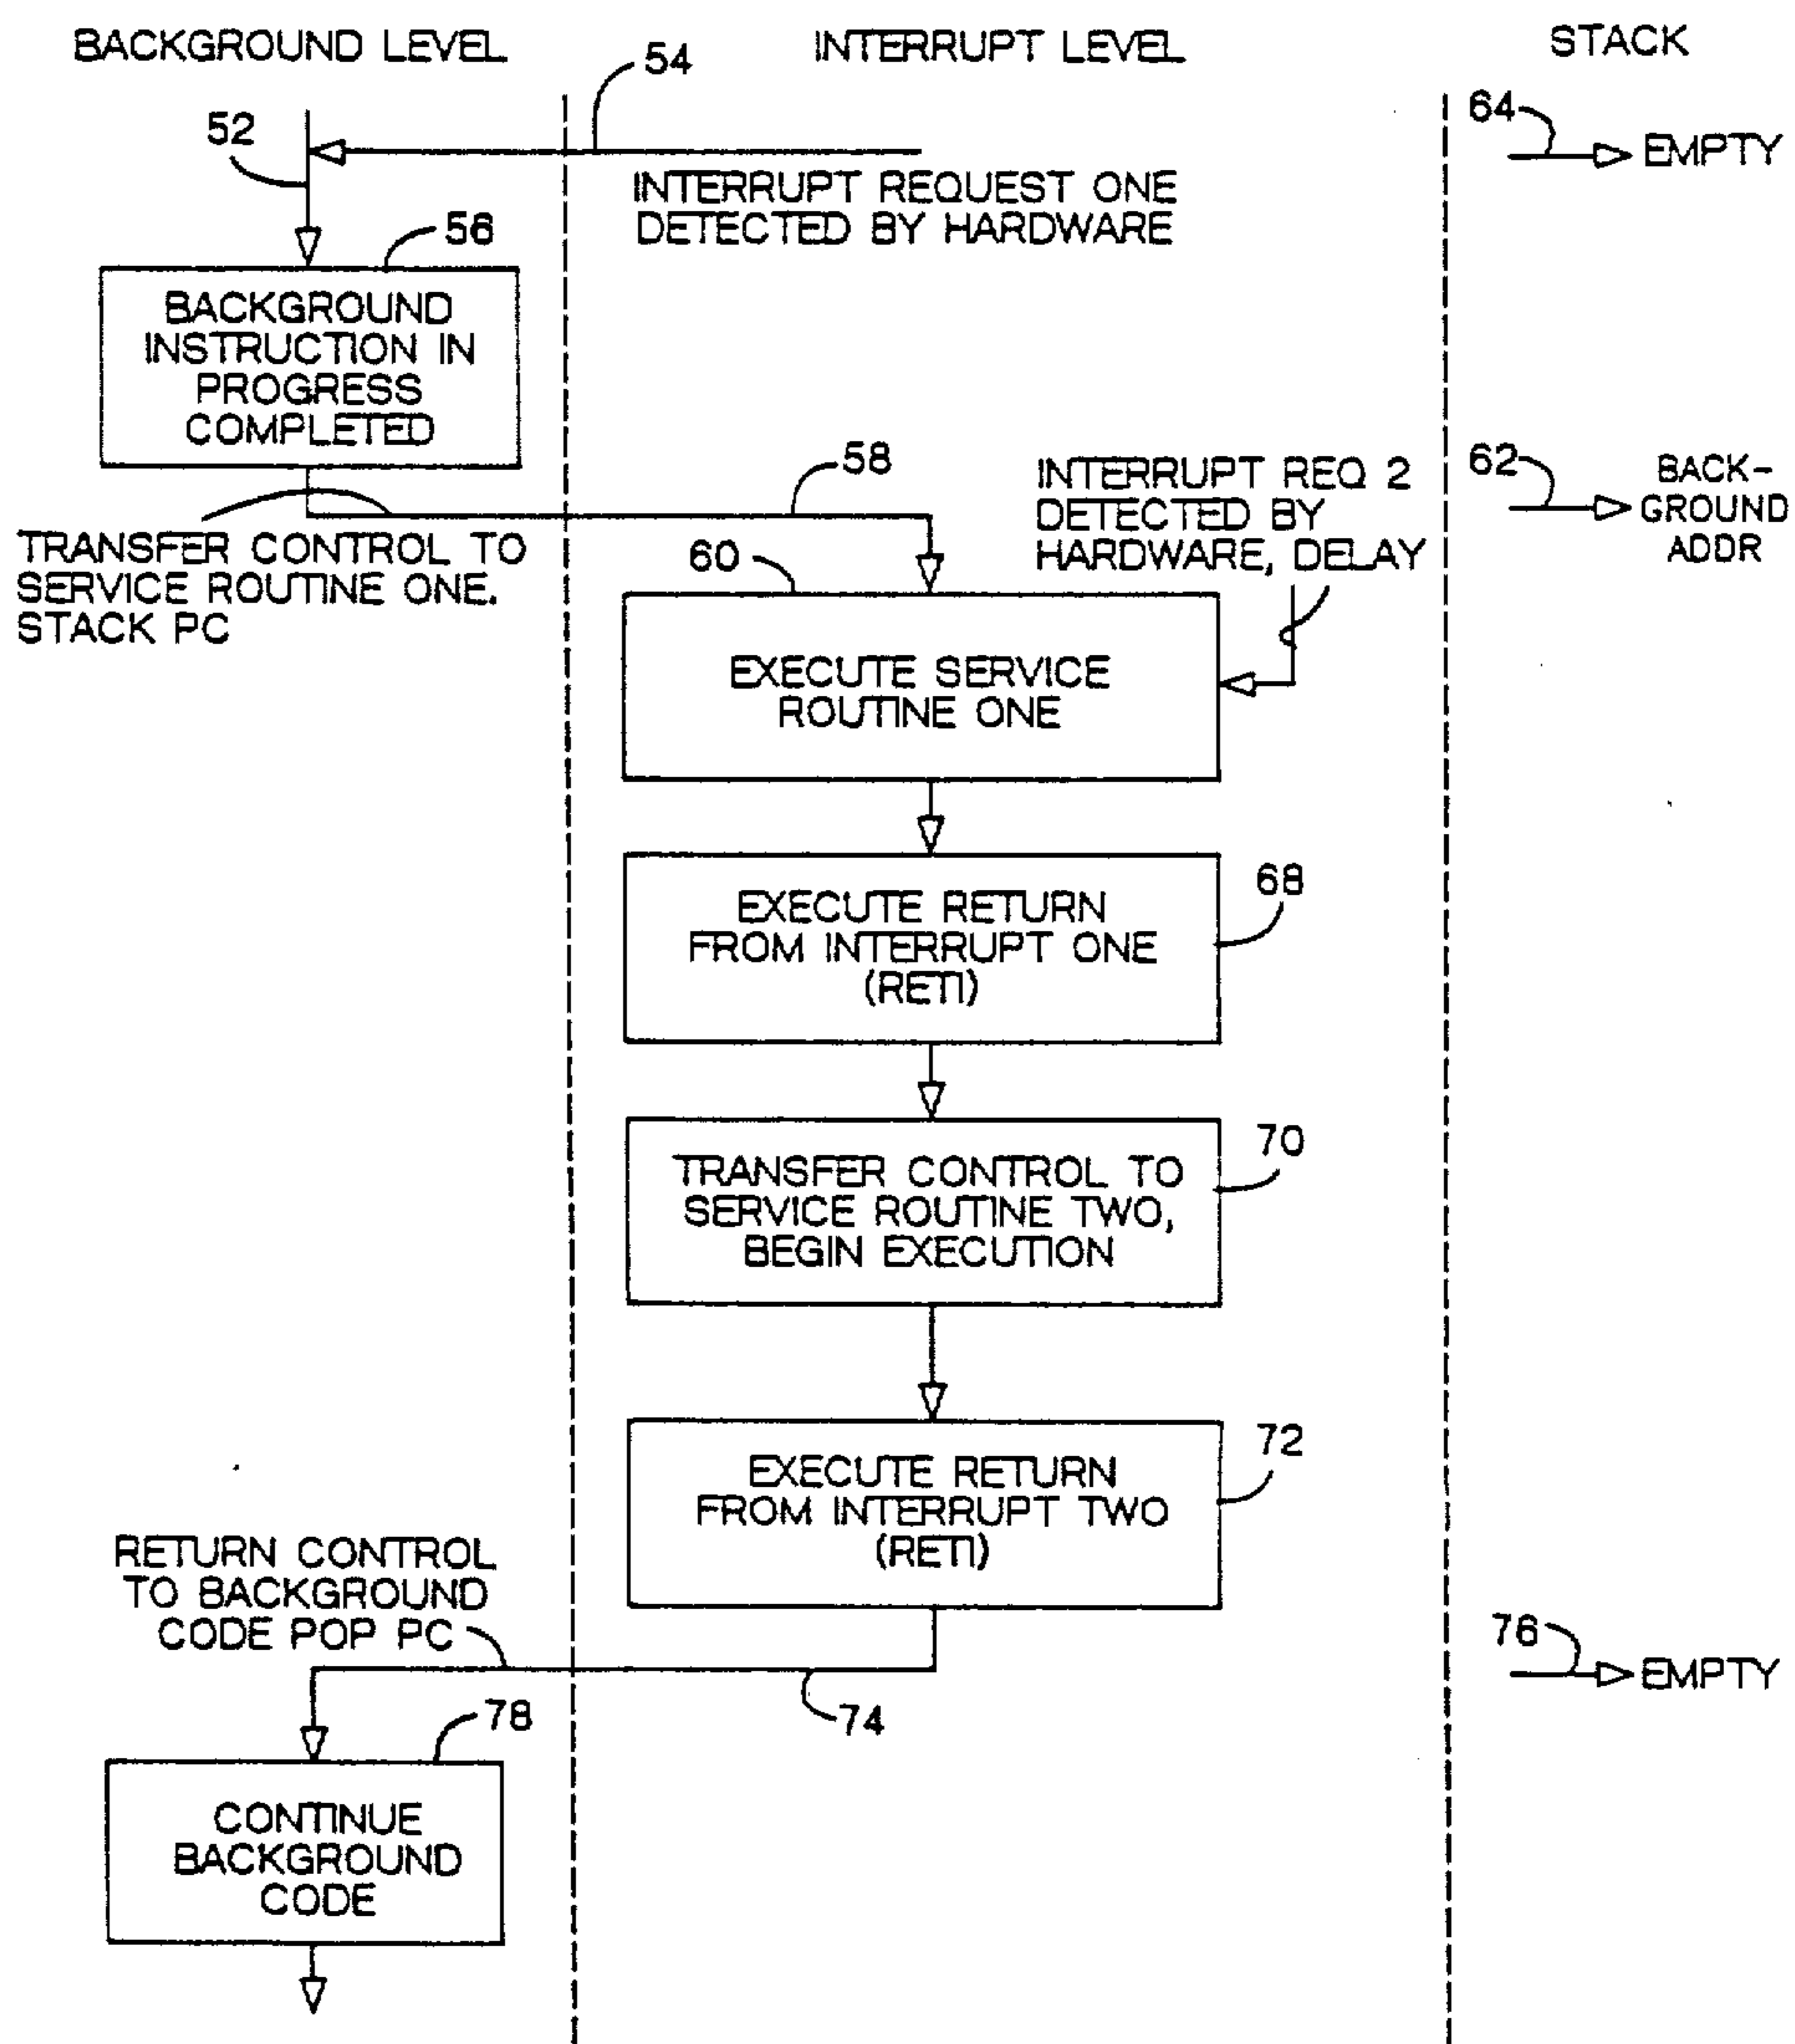 BACKGROUND LEVEL
INTERRUPT LEVEL
STACK
54
52
64
EMPTY
INTERRUPT REQUEST ONE
DETECTED BY HARDWARE
56
BACKGROUND
INSTRUCTION IN
PROGRESS
COMPLETED
58
INTERRUPT REQ 2
DETECTED BY
HARDWARE, DELAY
62
BACK-
GROUND
ADDR
TRANSFER CONTROL TO
SERVICE ROUTINE ONE.
STACK PC
60
EXECUTE SERVICE
ROUTINE ONE
68
EXECUTE RETURN
FROM INTERRUPT ONE
(RETI)
70
TRANSFER CONTROL TO
SERVICE ROUTINE TWO,
BEGIN EXECUTION
72
EXECUTE RETURN
FROM INTERRUPT TWO
(RETI)
RETURN CONTROL
TO BACKGROUND
CODE POP PC
76
EMPTY
74
78
CONTINUE
BACKGROUND
CODE